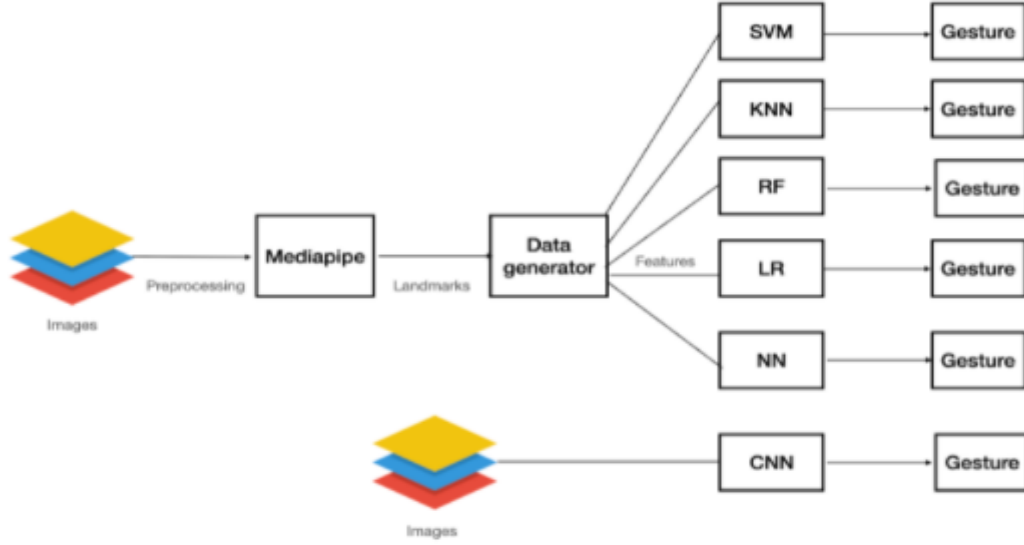 SVM
Gesture
KNN
Gesture
RF
Gesture
Mediapipe
Data
generator
Features
LR
Gesture
Preprocessing
Landmarks
Images
NN
Gesture
CNN
Gesture
Images